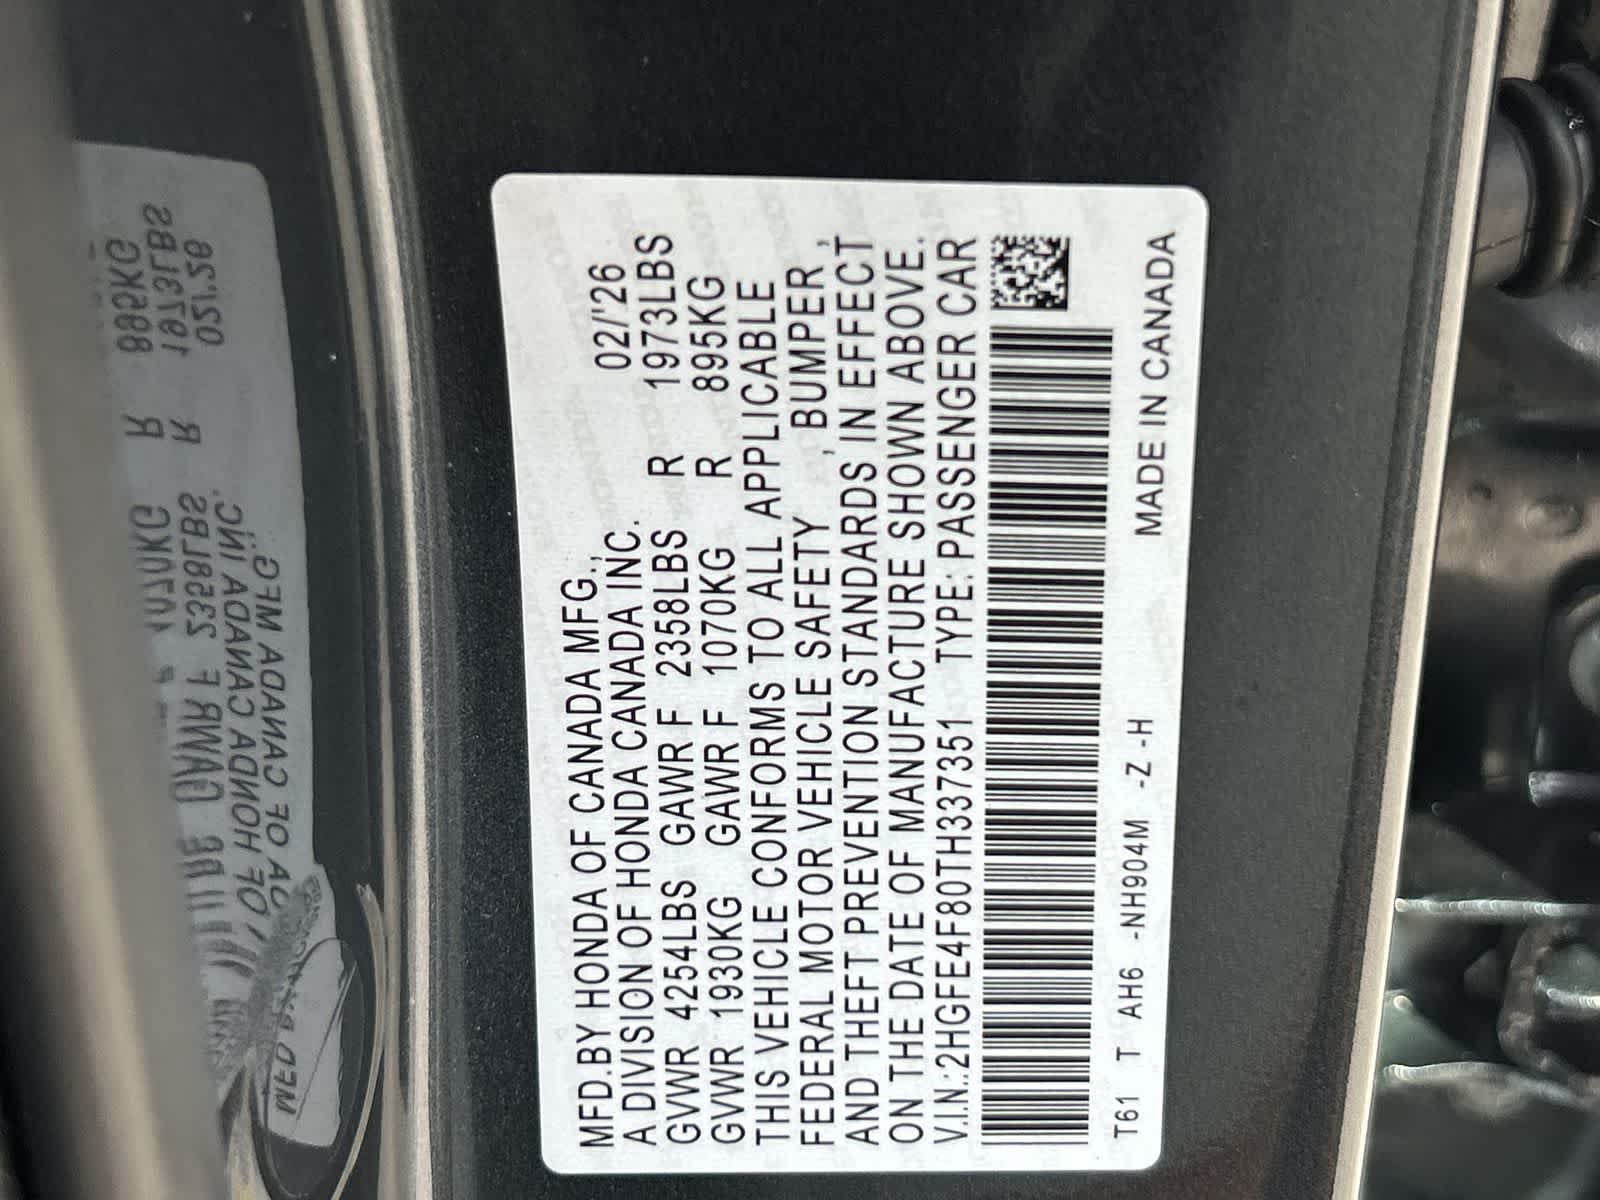 MFD. BY HONDA OF CANADA MFG.,
A DIVISION OF HONDA CANADA INC. 02/'26
GVWR 4254LBS GAWR F 2358LBS R 1973LBS
GVWR 1930KG GAWR F 1070KG R 895KG
THIS VEHICLE CONFORMS TO ALL APPLICABLE
FEDERAL MOTOR VEHICLE SAFETY, BUMPER,
AND THEFT PREVENTION STANDARDS IN EFFECT
ON THE DATE OF MANUFACTURE SHOWN ABOVE.
V.I.N.:2HGFE4F80TH337351 TYPE: PASSENGER CAR
T61 T AH6 -NH904M -Z -H MADE IN CANADA